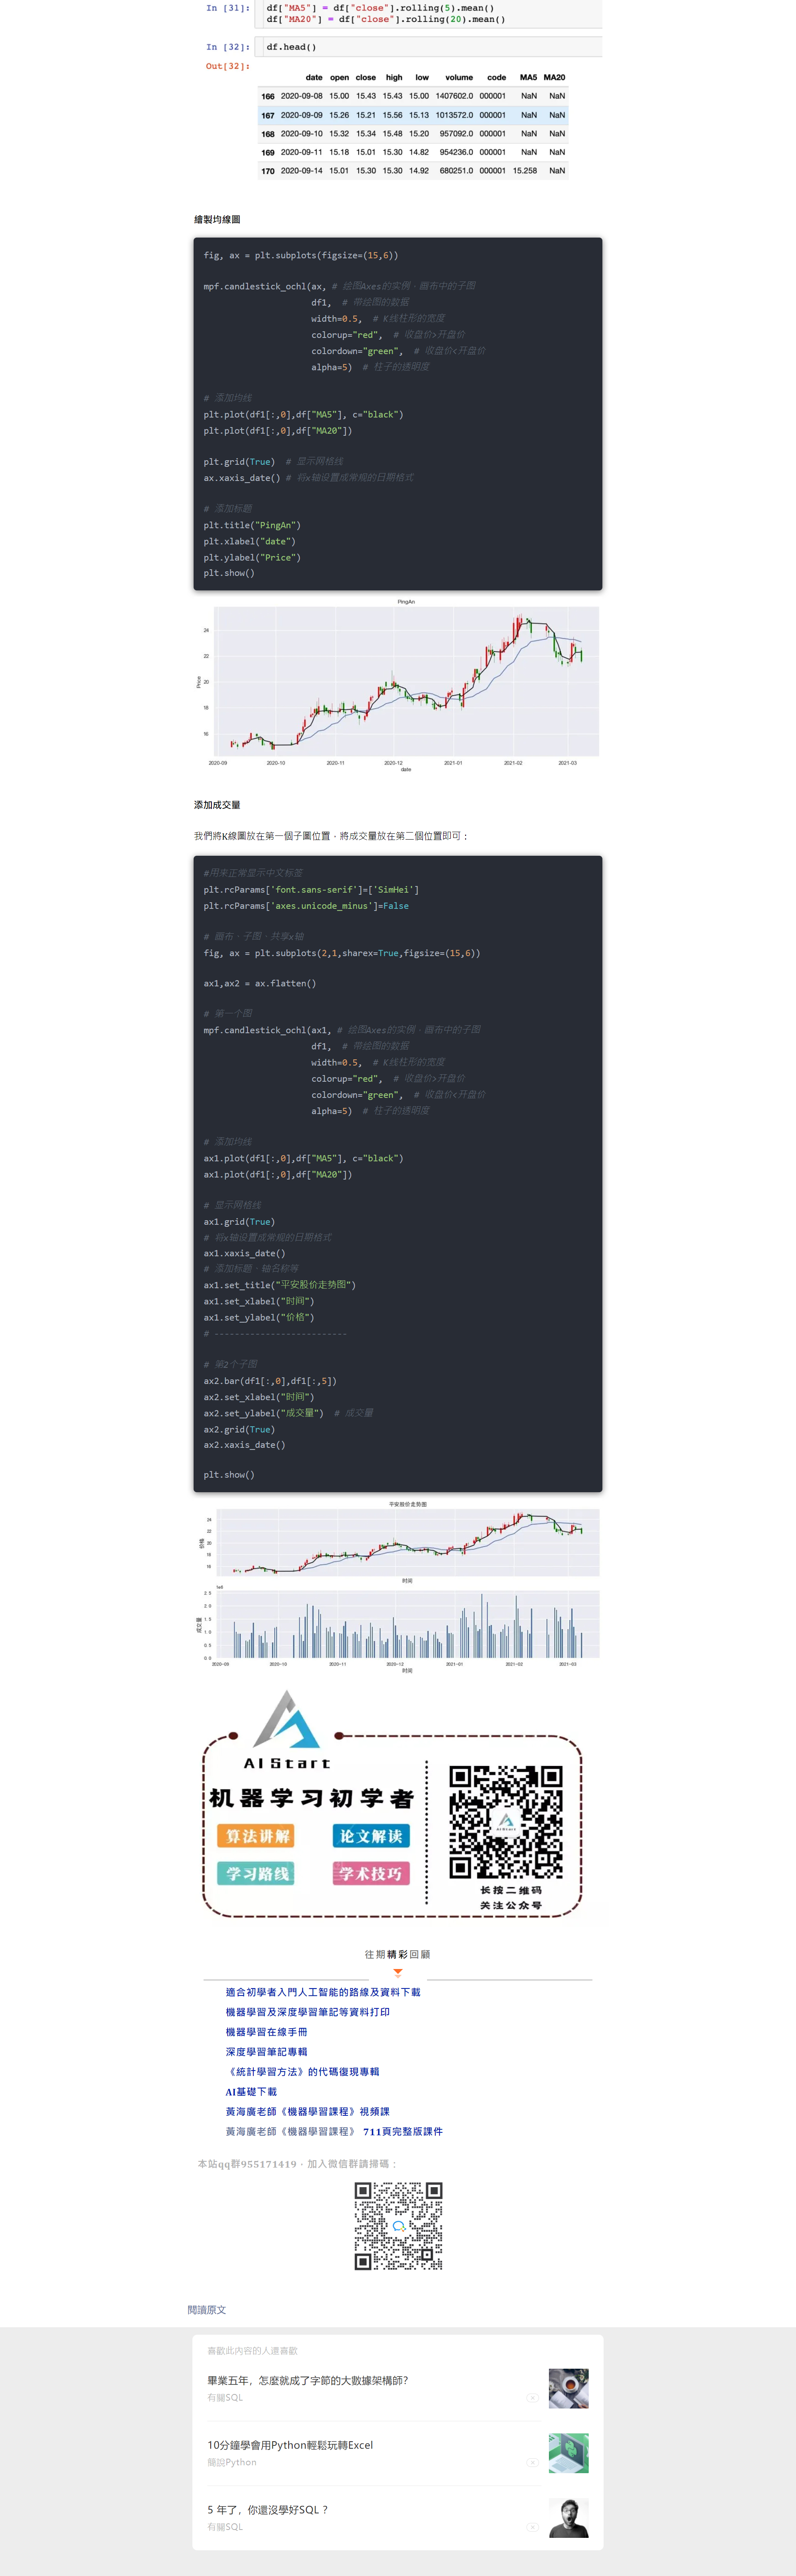 In [31]: df["MA5"] = df["close"].rolling(5).mean()
df["MA20"] = df["close"].rolling(20).mean()
In [32]: df.head()
Out[32]:
date open close high low volume code MA5 MA20
166 2020-09-08 15.00 15.43 15.43 15.00 1407602.0 000001 NaN NaN
167 2020-09-09 15.26 15.21 15.56 15.13 1013572.0 000001 NaN NaN
168 2020-09-10 15.32 15.34 15.48 15.20 957092.0 000001 NaN NaN
169 2020-09-11 15.18 15.01 15.30 14.82 954236.0 000001 NaN NaN
170 2020-09-14 15.01 15.30 15.30 14.92 680251.0 000001 15.258 NaN
繪製均線圖
fig, ax = plt.subplots(figsize=(15,6))
mpf.candlestick_ochl(ax, # 绘图Axes的实例，画布中的子图
df1, # 带绘图的数据
width=0.5, # K线柱形的宽度
colorup="red", # 收盘价>开盘价
colordown="green", # 收盘价<开盘价
alpha=5) # 柱子的透明度
# 添加均线
plt.plot(df1[:,0],df["MA5"], c="black")
plt.plot(df1[:,0],df["MA20"])
plt.grid(True) # 显示网格线
ax.xaxis_date() # 将x轴设置成常规的日期格式
# 添加标题
plt.title("PingAn")
plt.xlabel("date")
plt.ylabel("Price")
plt.show()
PingAn
24
22
20
18
16
Price
2020-09 2020-10 2020-11 2020-12 2021-01 2021-02 2021-03
date
添加成交量
我們將K線圖放在第一個子圖位置，將成交量放在第二個位置即可：
#用来正常显示中文标签
plt.rcParams['font.sans-serif']=['SimHei']
plt.rcParams['axes.unicode_minus']=False
# 画布、子图、共享x轴
fig, ax = plt.subplots(2,1,sharex=True,figsize=(15,6))
ax1,ax2 = ax.flatten()
# 第一个图
mpf.candlestick_ochl(ax1, # 绘图Axes的实例，画布中的子图
df1, # 带绘图的数据
width=0.5, # K线柱形的宽度
colorup="red", # 收盘价>开盘价
colordown="green", # 收盘价<开盘价
alpha=5) # 柱子的透明度
# 添加均线
ax1.plot(df1[:,0],df["MA5"], c="black")
ax1.plot(df1[:,0],df["MA20"])
# 显示网格线
ax1.grid(True)
# 将x轴设置成常规的日期格式
ax1.xaxis_date()
# 添加标题、轴名称等
ax1.set_title("平安股价走势图")
ax1.set_xlabel("时间")
ax1.set_ylabel("价格")
# --------------------------
# 第2个子图
ax2.bar(df1[:,0],df1[:,5])
ax2.set_xlabel("时间")
ax2.set_ylabel("成交量") # 成交量
ax2.grid(True)
ax2.xaxis_date()
plt.show()
平安股价走势图
24
22
20
18
16
价格
时间
1e6
2.5
2.0
1.5
1.0
0.5
0.0
成交量
2020-09 2020-10 2020-11 2020-12 2021-01 2021-02 2021-03
时间
AI Start
机器学习初学者
算法讲解 论文解读
学习路线 学术技巧
AI Start
长按二维码
关注公众号
往期精彩回顧
適合初學者入門人工智能的路線及資料下載
機器學習及深度學習筆記等資料打印
機器學習在線手冊
深度學習筆記專輯
《統計學習方法》的代碼復現專輯
AI基礎下載
黃海廣老師《機器學習課程》視頻課
黃海廣老師《機器學習課程》 711頁完整版課件
本站qq群955171419，加入微信群請掃碼：
閱讀原文
喜歡此內容的人還喜歡
畢業五年，怎麼就成了字節的大數據架構師？
有關SQL
10分鐘學會用Python輕鬆玩轉Excel
簡說Python
5 年了，你還沒學好SQL ？
有關SQL